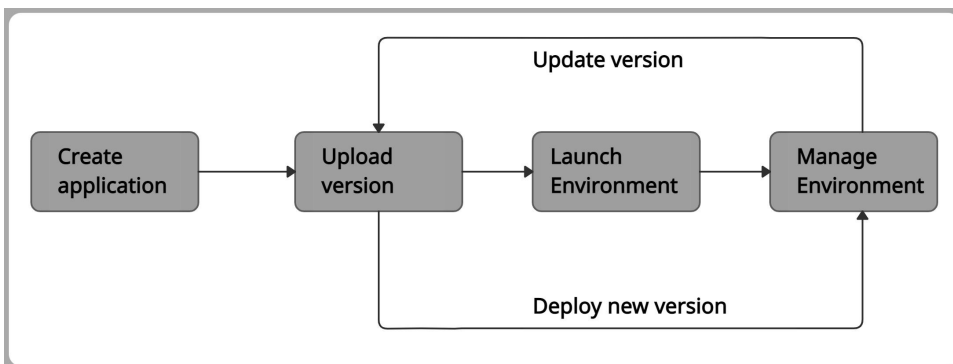 Update version
Create
application
Upload
version
Launch
Environment
Manage
Environment
Deploy new version